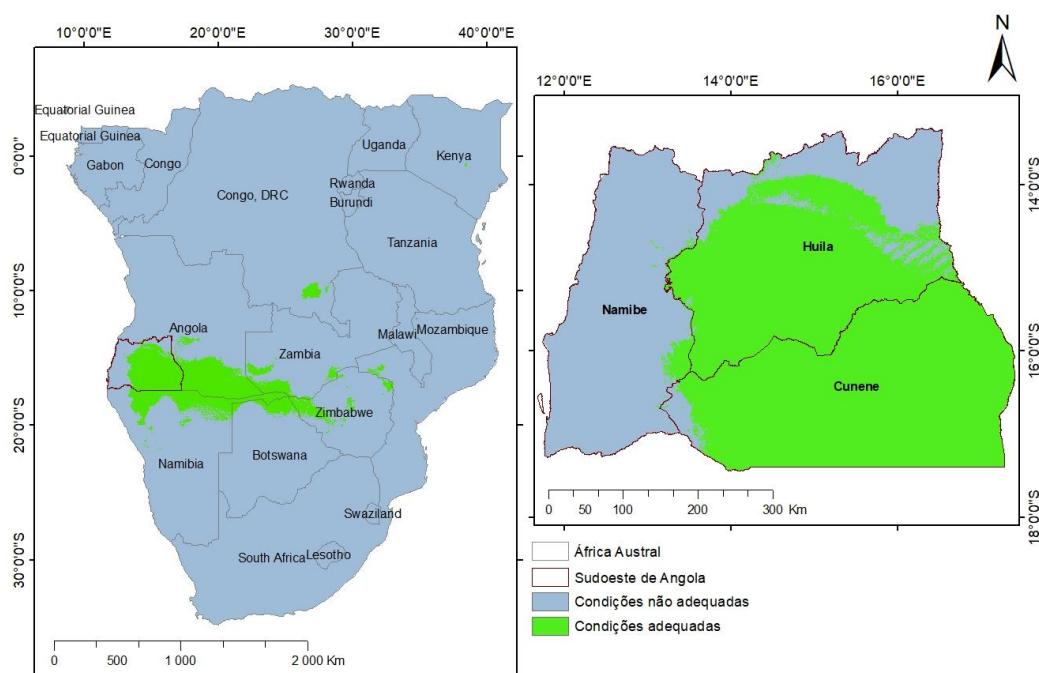 10°0'0"E 20°0'0"E 30°0'0"E 40°0'0"E
0°0'0"
10°0'0"S
20°0'0"S
30°0'0"S
Equatorial Guinea
Equatorial Guinea
Gabon
Congo
Congo, DRC
Uganda
Kenya
Rwanda
Burundi
Tanzania
Angola
Zambia
Malawi
Mozambique
Zimbabwe
Namibia
Botswana
Swaziland
South Africa
Lesotho
0 500 1 000 2 000 Km
N
12°0'0"E 14°0'0"E 16°0'0"E
14°0'0"S
16°0'0"S
18°0'0"S
Huila
Namibe
Cunene
0 50 100 200 300 Km
África Austral
Sudoeste de Angola
Condições não adequadas
Condições adequadas